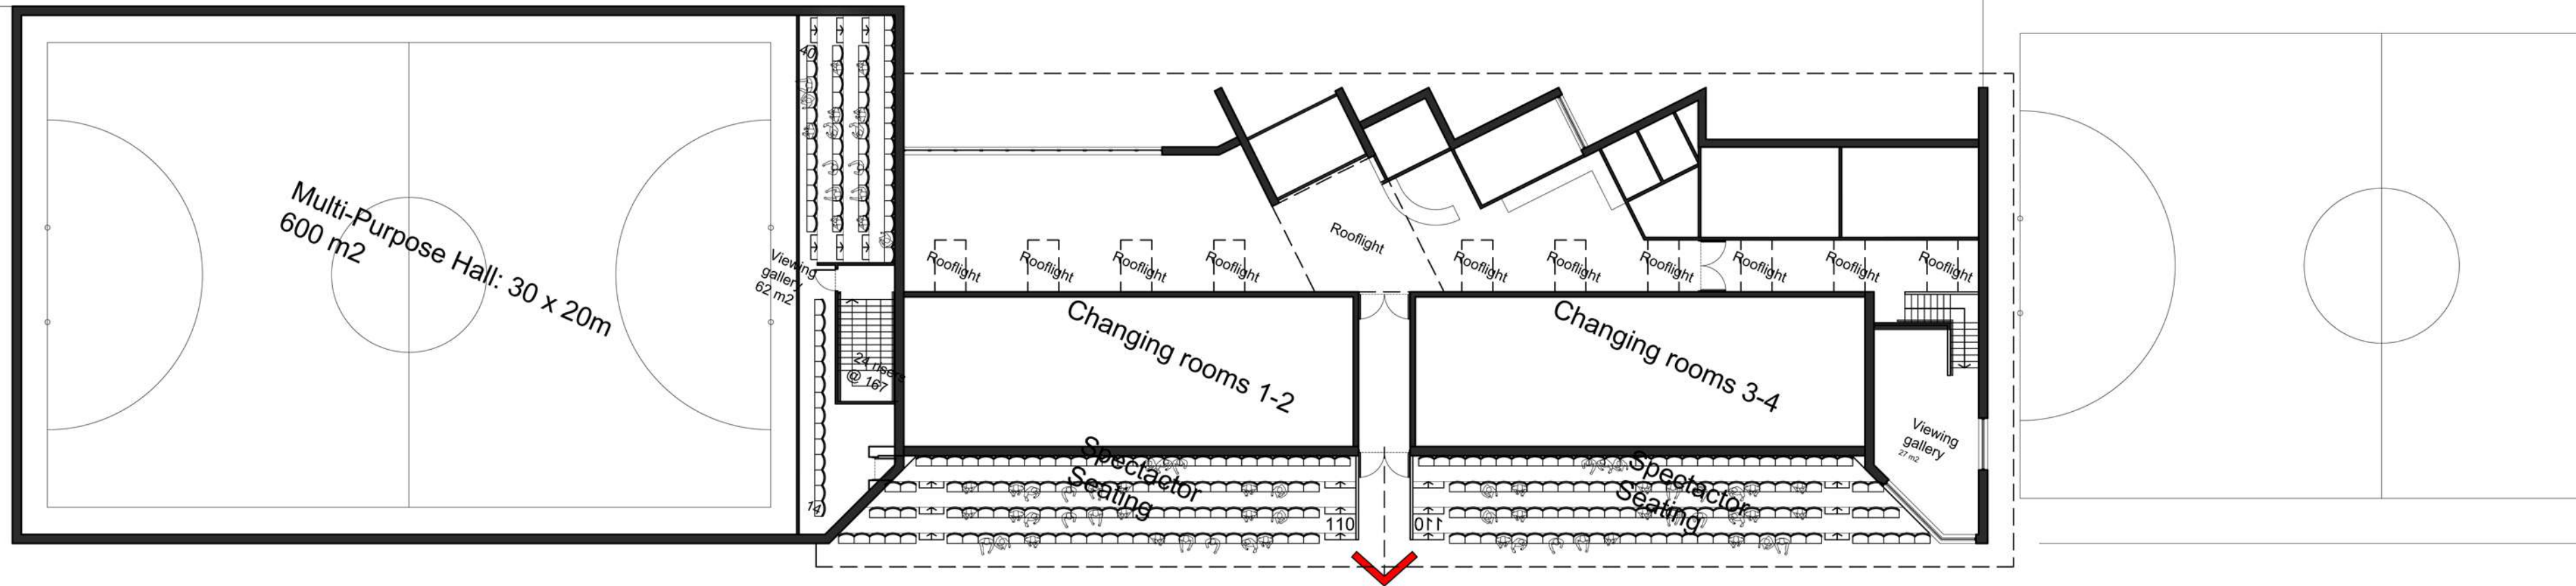 40
Multi-Purpose Hall: 30 x 20m
600 m2
Viewing
gallery
62 m2
24 risers
@ 167
14
Rooflight
Rooflight
Rooflight
Rooflight
Rooflight
Rooflight
Rooflight
Rooflight
Rooflight
Rooflight
Rooflight
Changing rooms 1-2
Changing rooms 3-4
Viewing
gallery
27 m2
Spectactor
Seating
110
110
Spectactor
Seating